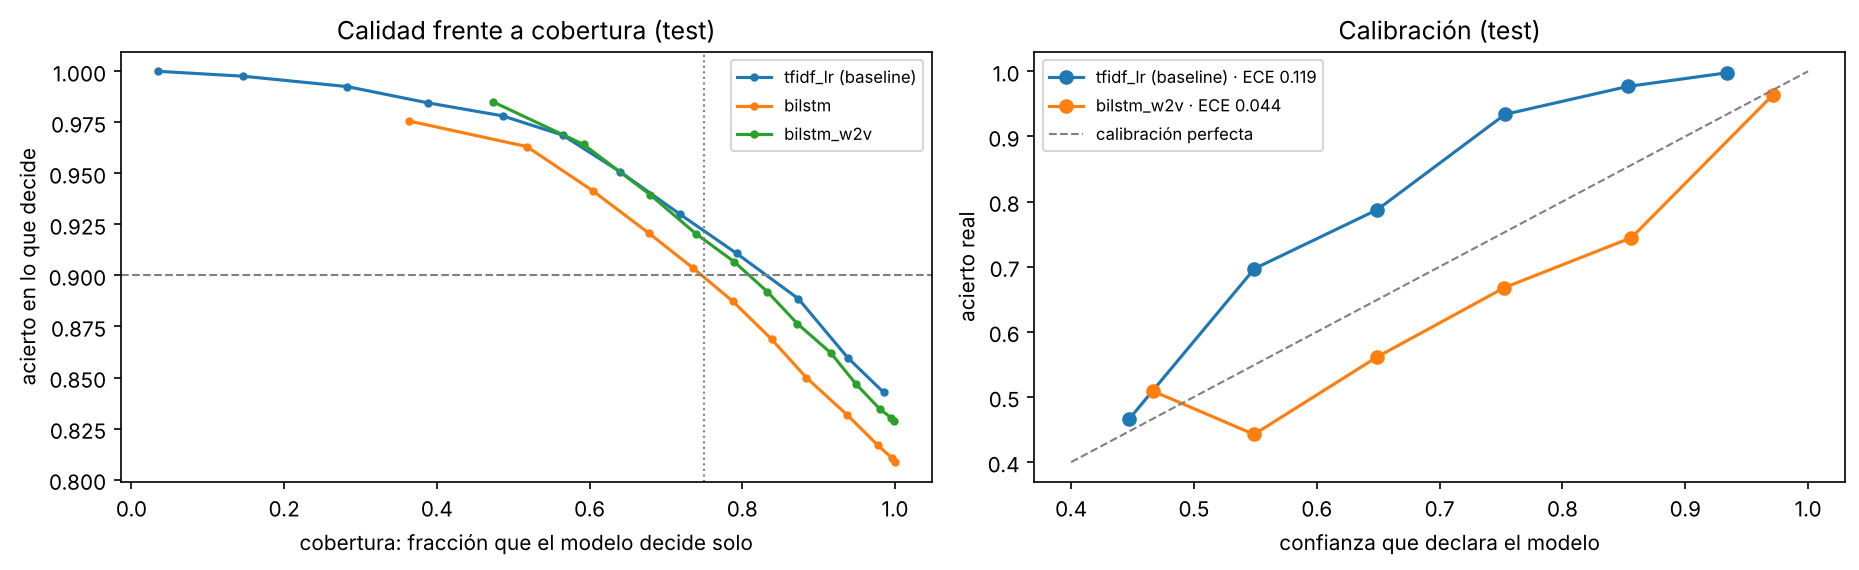 Calidad frente a cobertura (test)
acierto en lo que decide
1.000
0.975
0.950
0.925
0.900
0.875
0.850
0.825
0.800
tfidf_lr (baseline)
bilstm
bilstm_w2v
0.0 0.2 0.4 0.6 0.8 1.0
cobertura: fracción que el modelo decide solo
Calibración (test)
acierto real
1.0
0.9
0.8
0.7
0.6
0.5
0.4
tfidf_lr (baseline) · ECE 0.119
bilstm_w2v · ECE 0.044
calibración perfecta
0.4 0.5 0.6 0.7 0.8 0.9 1.0
confianza que declara el modelo